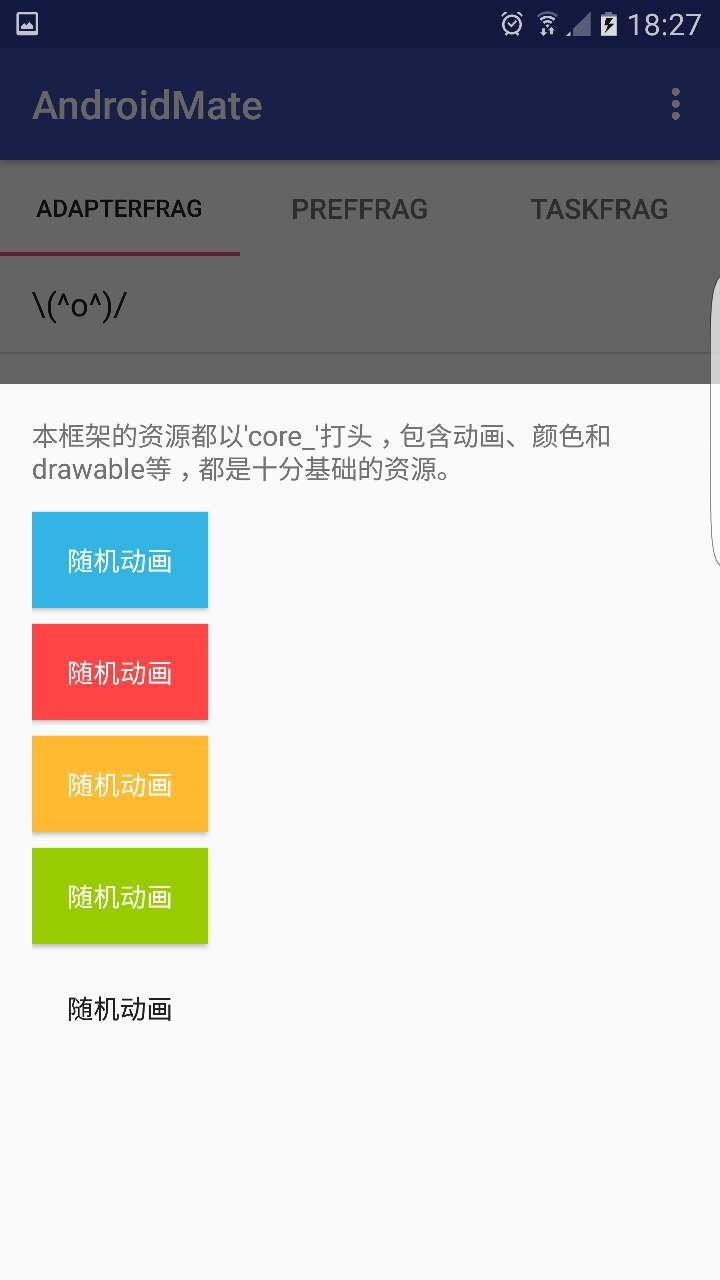 18:27
AndroidMate
ADAPTERFRAG PREFFRAG TASKFRAG
\(^o^)/
本框架的资源都以'core_'打头，包含动画、颜色和
drawable等，都是十分基础的资源。
随机动画
随机动画
随机动画
随机动画
随机动画